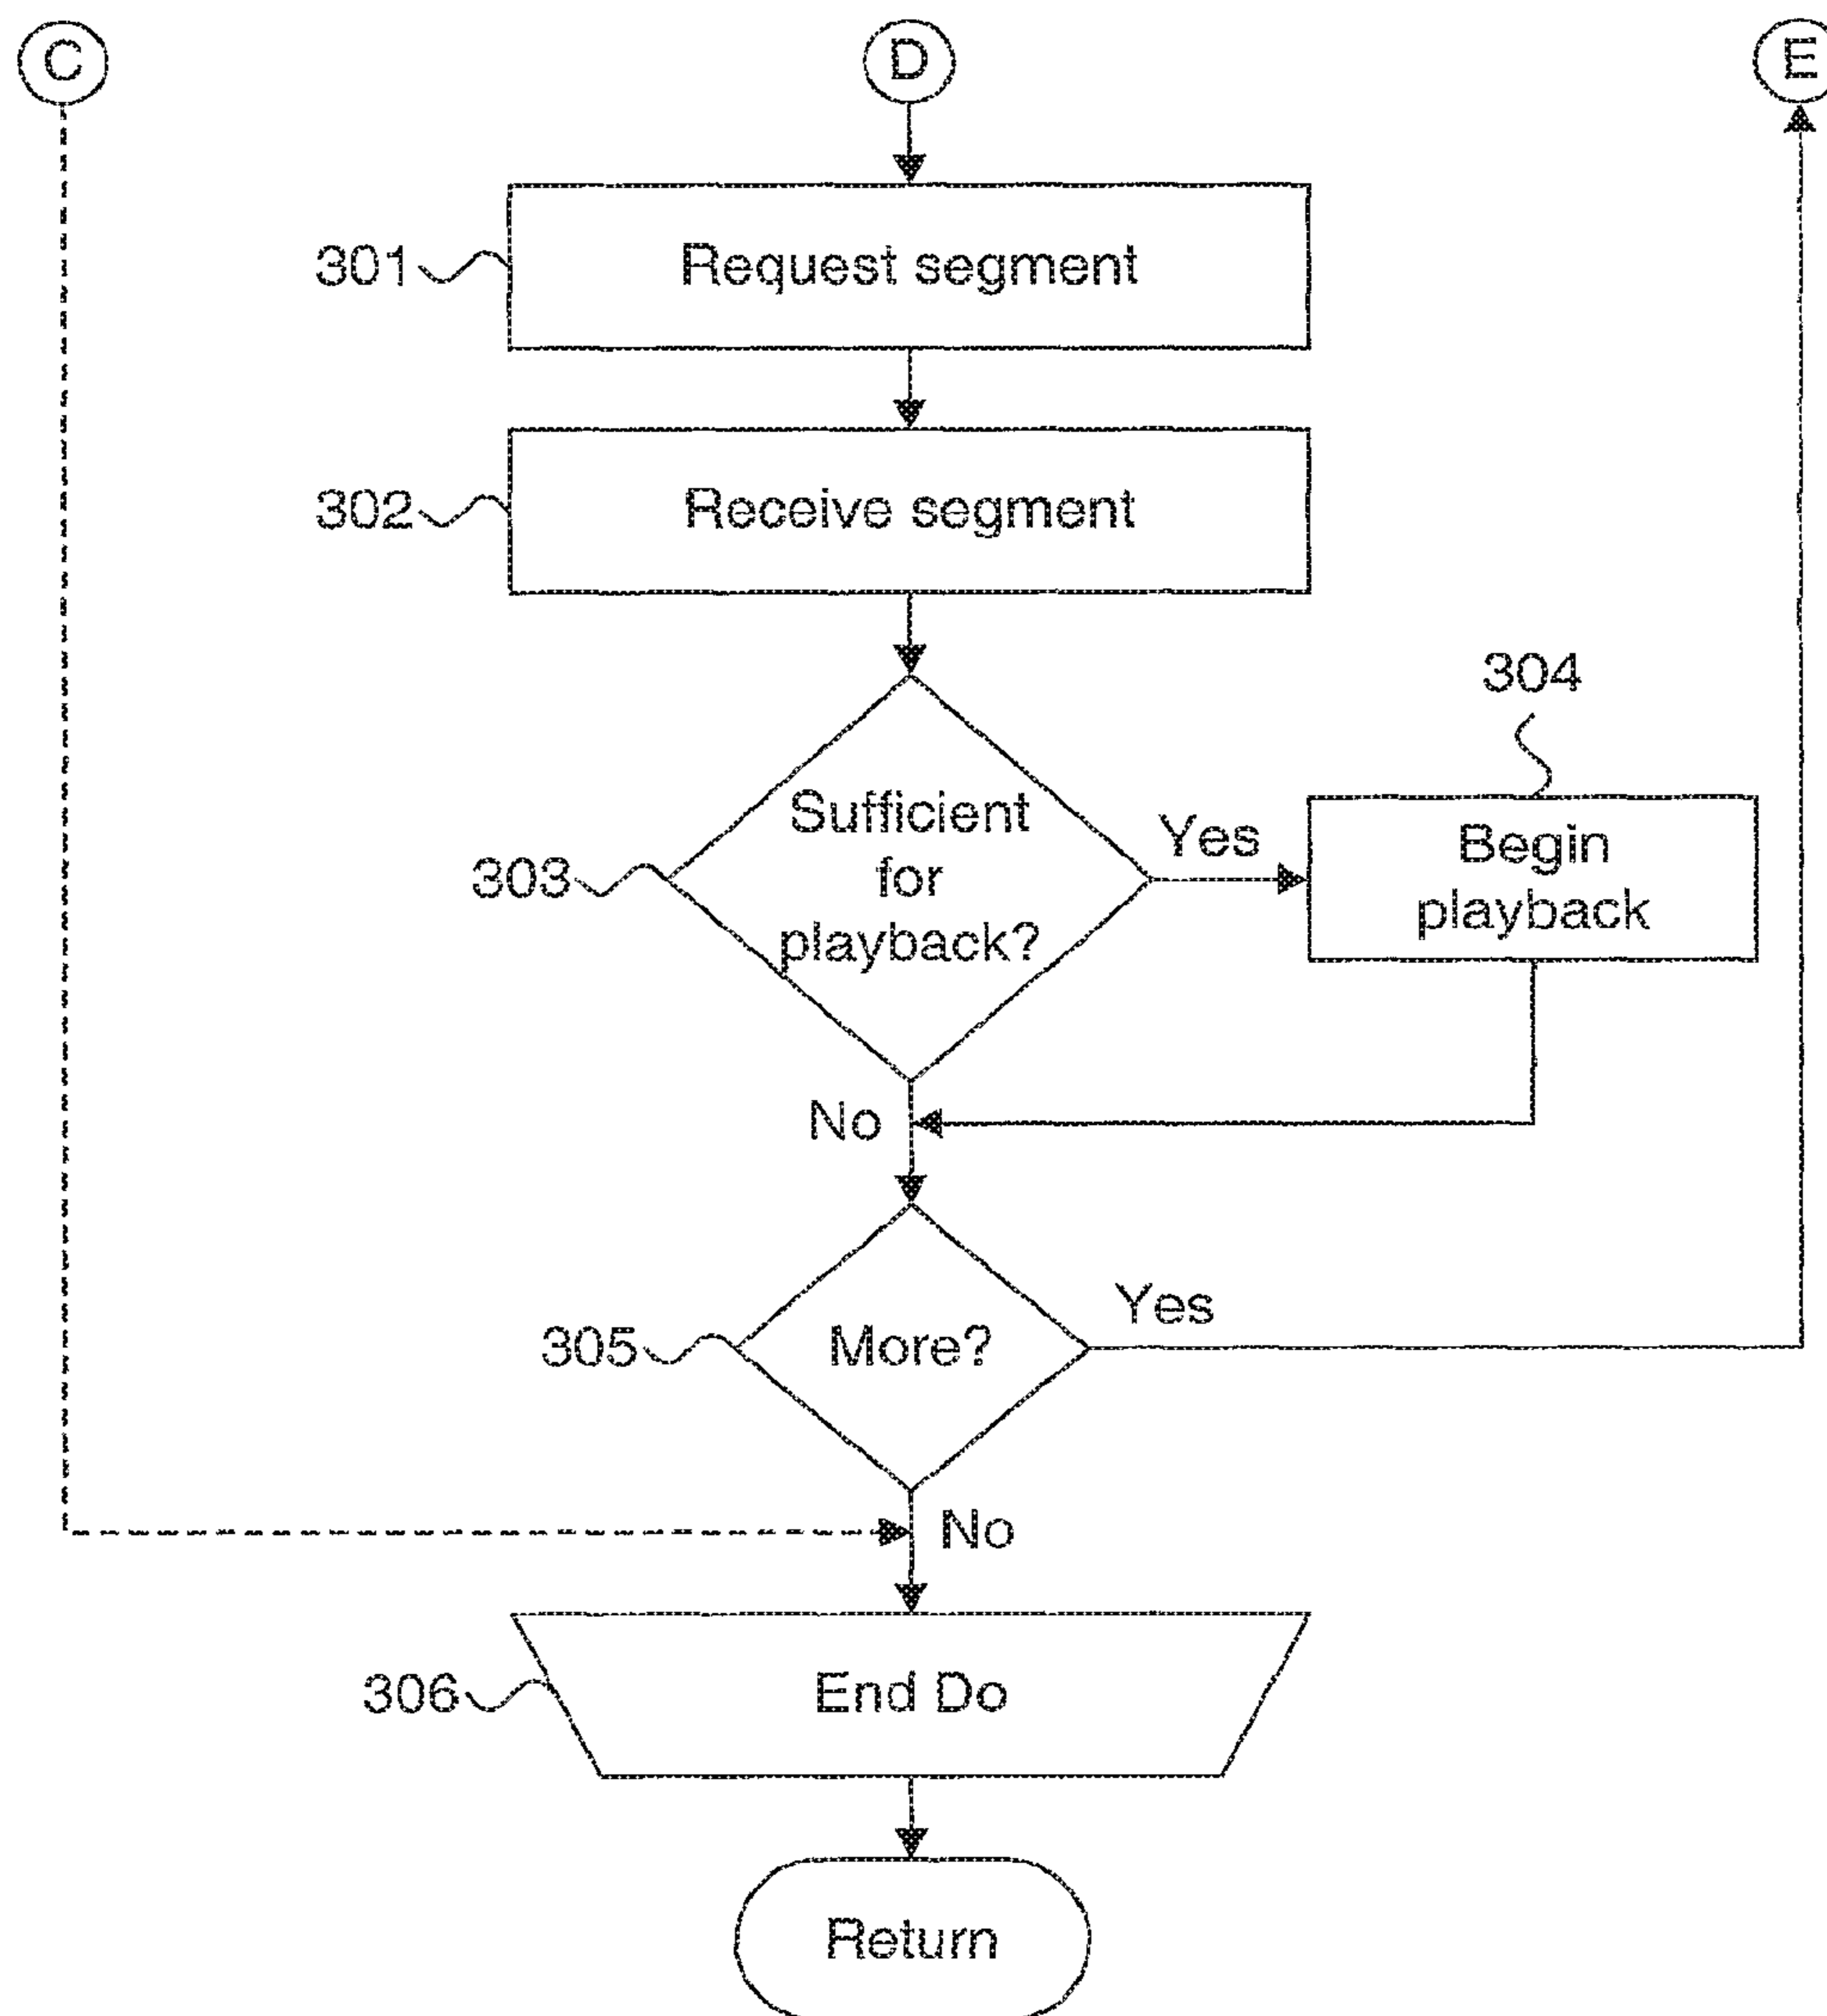 C
D
E
301
Request segment
302
Receive segment
304
Sufficient
for
playback?
303
Yes
Begin
playback
No
Yes
305
More?
No
306
End Do
Return